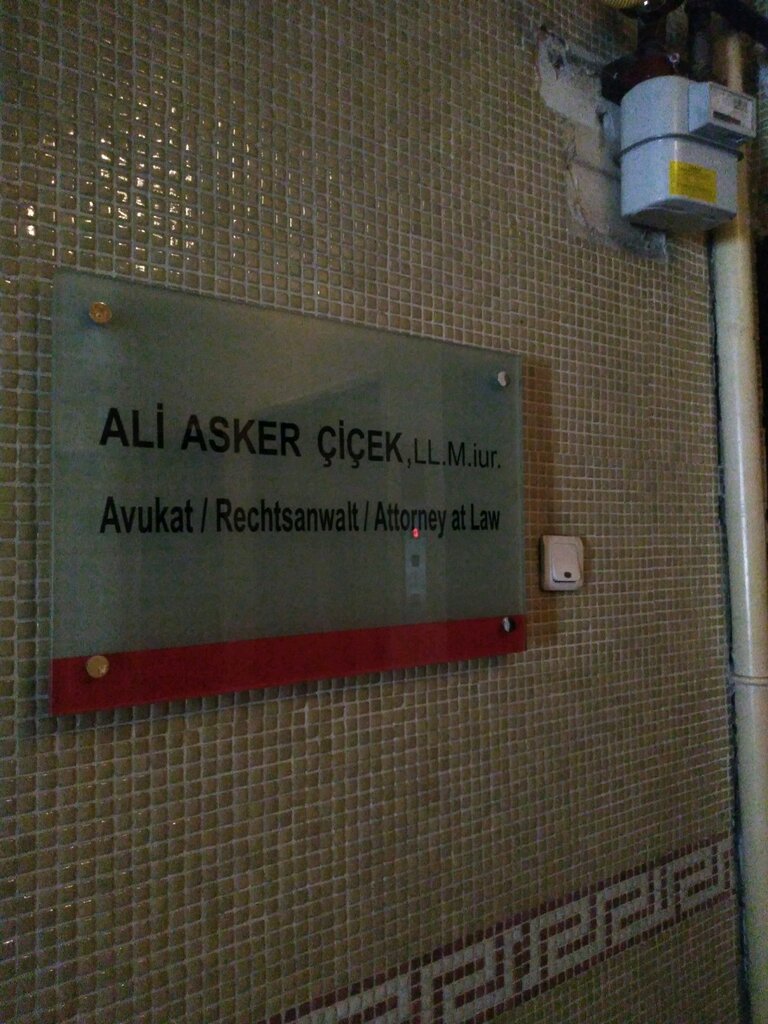 ALİ ASKER ÇİÇEK,LL.M.iur.
Avukat / Rechtsanwalt / Attorney at Law